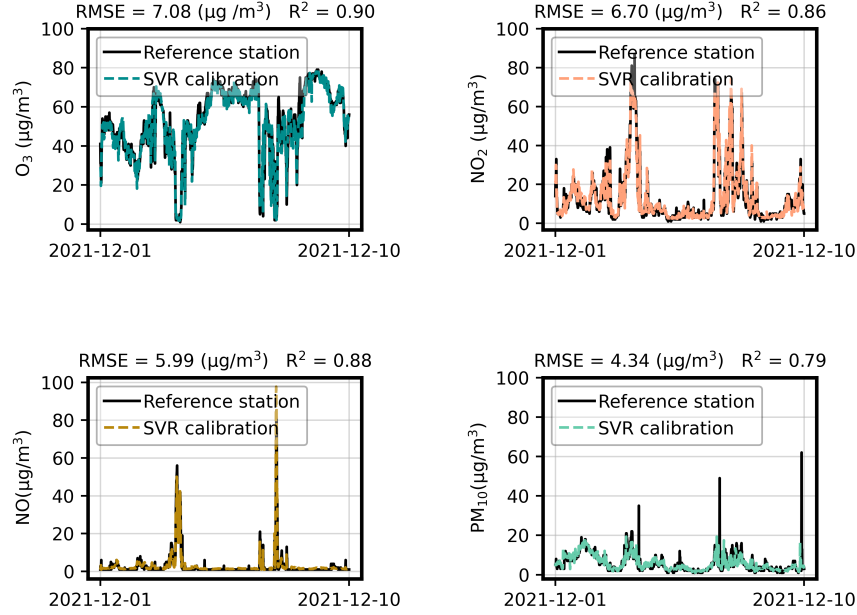 RMSE = 7.08 (µg /m³)   R² = 0.90
O₃ (µg/m³)
100
80
60
40
20
0
Reference station
SVR calibration
2021-12-01
2021-12-10
RMSE = 6.70 (µg/m³)   R² = 0.86
NO₂ (µg/m³)
100
80
60
40
20
0
Reference station
SVR calibration
2021-12-01
2021-12-10
RMSE = 5.99 (µg/m³)   R² = 0.88
NO(µg/m³)
100
80
60
40
20
0
Reference station
SVR calibration
2021-12-01
2021-12-10
RMSE = 4.34 (µg/m³)   R² = 0.79
PM₁₀(µg/m³)
100
80
60
40
20
0
Reference station
SVR calibration
2021-12-01
2021-12-10